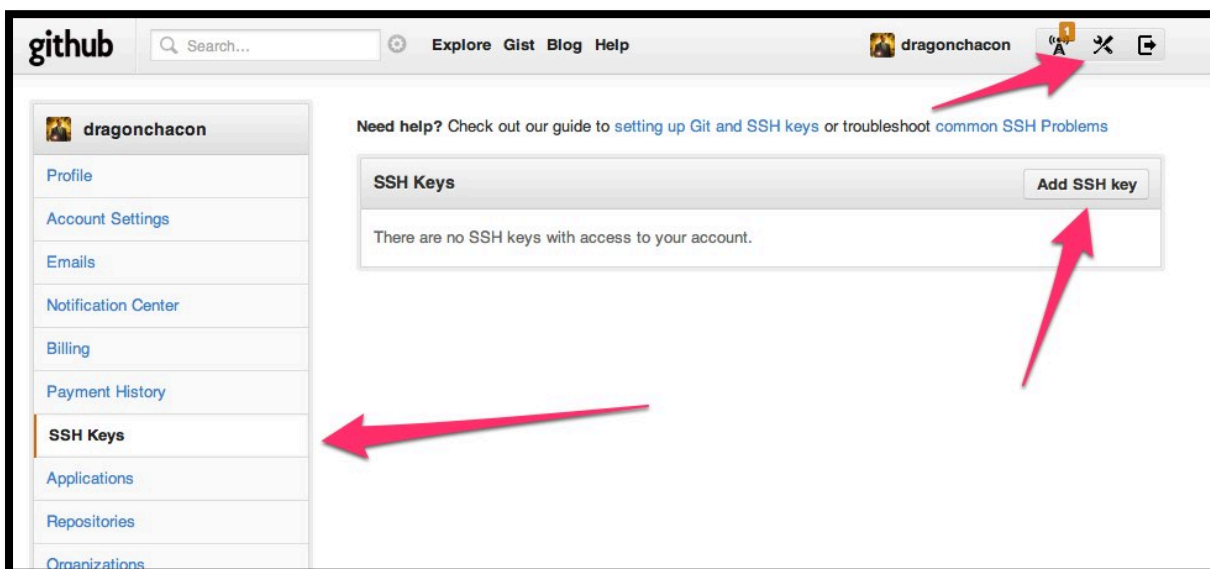 github Search... Explore Gist Blog Help dragonchacon 1
dragonchacon
Profile
Account Settings
Emails
Notification Center
Billing
Payment History
SSH Keys
Applications
Repositories
Organizations
Need help? Check out our guide to setting up Git and SSH keys or troubleshoot common SSH Problems
SSH Keys Add SSH key
There are no SSH keys with access to your account.